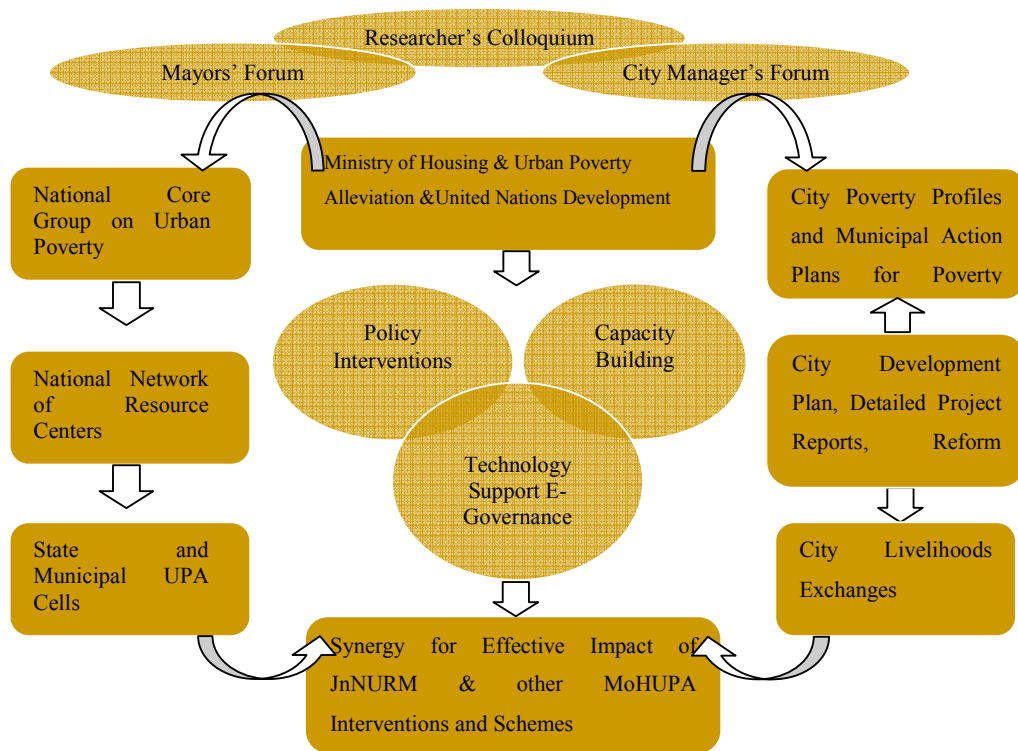 Researcher's Colloquium
Mayors' Forum
City Manager's Forum
National Core
Group on Urban
Poverty
Ministry of Housing & Urban Poverty
Alleviation &United Nations Development
City Poverty Profiles
and Municipal Action
Plans for Poverty
Policy
Interventions
Capacity
Building
National Network
of Resource
Centers
City Development
Plan, Detailed Project
Reports, Reform
Technology
Support E-
Governance
State and
Municipal UPA
Cells
City Livelihoods
Exchanges
Synergy for Effective Impact of
JnNURM & other MoHUPA
Interventions and Schemes